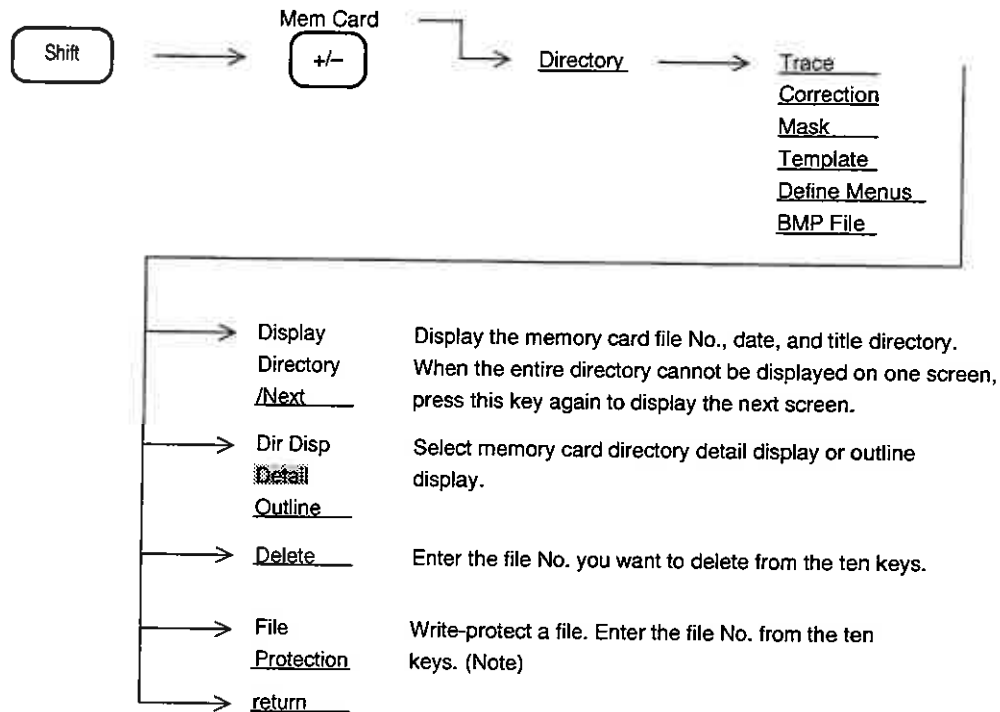 Mem Card
Shift
+/−
Directory
Trace
Correction
Mask
Template
Define Menus
BMP File
Display
Directory
/Next
Display the memory card file No., date, and title directory.
When the entire directory cannot be displayed on one screen,
press this key again to display the next screen.
Dir Disp
Detail
Outline
Select memory card directory detail display or outline
display.
Delete
Enter the file No. you want to delete from the ten keys.
File
Protection
Write-protect a file. Enter the file No. from the ten
keys. (Note)
return